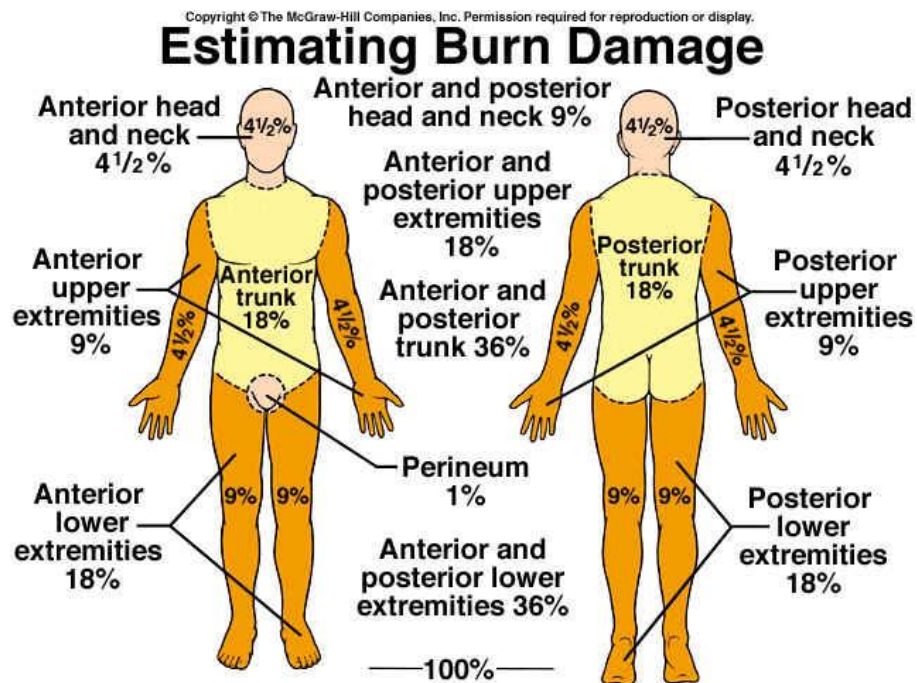 Copyright © The McGraw-Hill Companies, Inc. Permission required for reproduction or display.
Estimating Burn Damage
Anterior head
and neck
4 1/2%
4 1/2%
Anterior and posterior
head and neck 9%
4 1/2%
Posterior head
and neck
4 1/2%
Anterior and
posterior upper
extremities
18%
Anterior
upper
extremities
9%
Anterior
trunk
18%
4 1/2%
4 1/2%
Anterior and
posterior
trunk 36%
Posterior
trunk
18%
4 1/2%
4 1/2%
Posterior
upper
extremities
9%
Perineum
1%
Anterior
lower
extremities
18%
9%
9%
Anterior and
posterior lower
extremities 36%
9%
9%
Posterior
lower
extremities
18%
100%